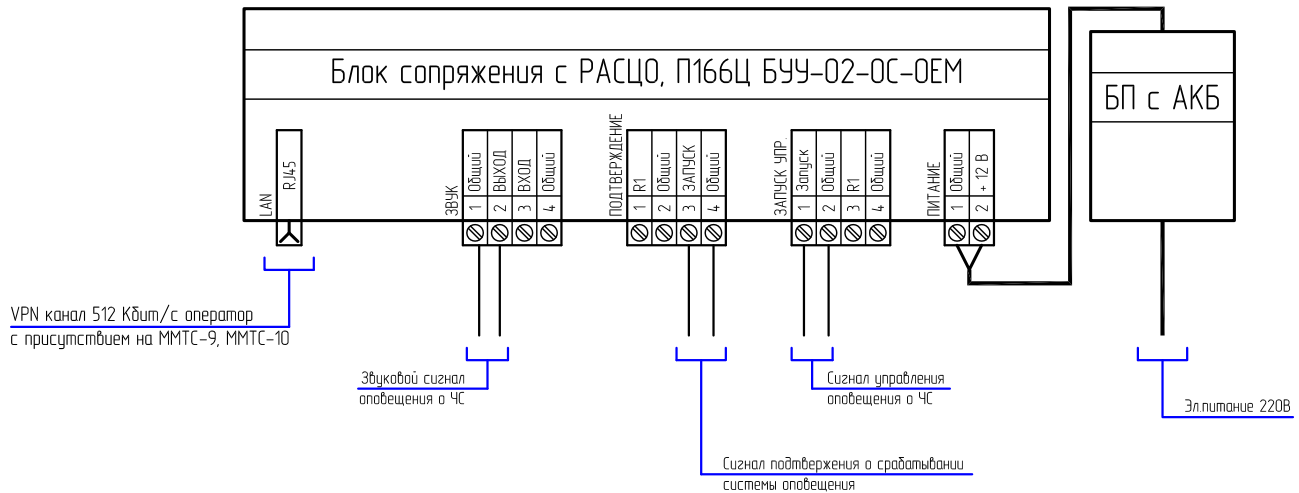 Блок сопряжения с РАСЦО, П166Ц БУУ-02-ОС-ОЕМ
БП с АКБ
LAN
RJ45
ЗВУК
1 Общий
2 ВЫХОД
3 ВХОД
4 Общий
ПОДТВЕРЖДЕНИЕ
1 R1
2 Общий
3 ЗАПУСК
4 Общий
ЗАПУСК УПР.
1 Запуск
2 Общий
3 R1
4 Общий
ПИТАНИЕ
1 Общий
2 + 12 В
VPN канал 512 Кбит/с оператор
с присутствием на ММТС-9, ММТС-10
Звуковой сигнал
оповещения о ЧС
Сигнал управления
оповещения о ЧС
Эл.питание 220В
Сигнал подтвержения о срабатывании
системы оповещения